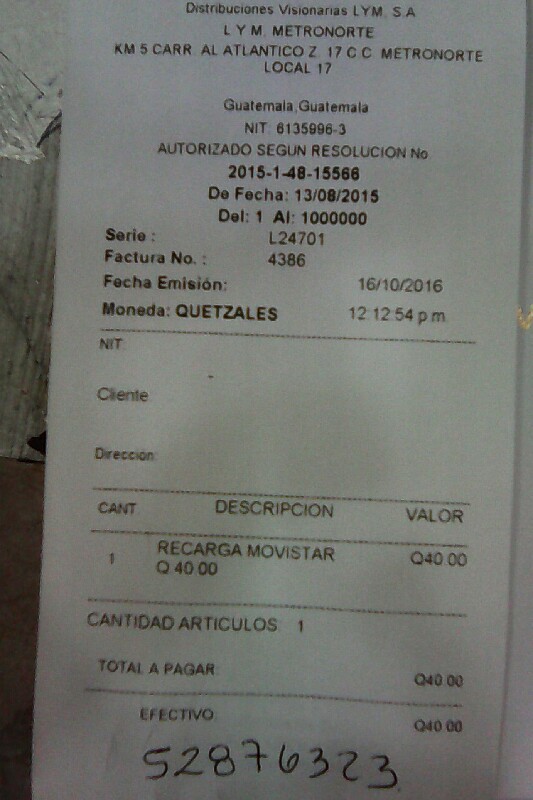 Distribuciones Visionarias LYM, S.A
L Y M, METRONORTE
KM 5 CARR. AL ATLANTICO Z. 17 C.C. METRONORTE
LOCAL 17
Guatemala,Guatemala
NIT: 6135996-3
AUTORIZADO SEGUN RESOLUCION No
2015-1-48-15566
De Fecha: 13/08/2015
Del: 1 Al: 1000000
Serie : L24701
Factura No. : 4386
Fecha Emisión: 16/10/2016
Moneda: QUETZALES 12:12:54 p.m.
NIT:
Cliente
Dirección:
CANT. DESCRIPCION VALOR
1 RECARGA MOVISTAR Q40.00
Q 40.00
CANTIDAD ARTICULOS: 1
TOTAL A PAGAR: Q40.00
EFECTIVO Q40.00
52876323